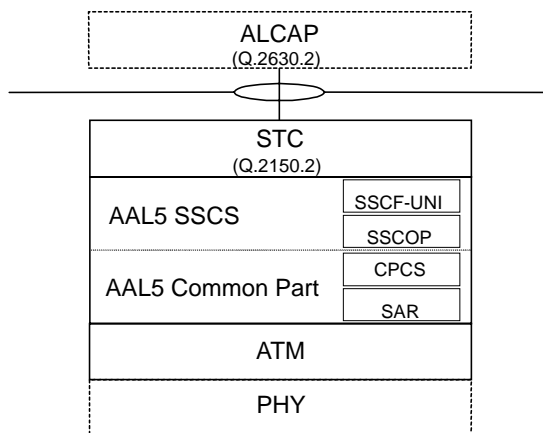 ALCAP
(Q.2630.2)
STC
(Q.2150.2)
AAL5 SSCS
SSCF-UNI
SSCOP
AAL5 Common Part
CPCS
SAR
ATM
PHY